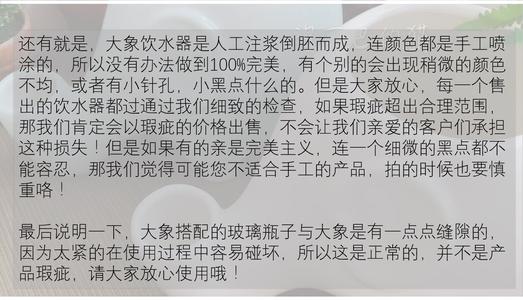 还有就是，大象饮水器是人工注浆倒胚而成，连颜色都是手工喷
涂的，所以没有办法做到100%完美，有个别的会出现稍微的颜色
不均，或者有小针孔，小黑点什么的。但是大家放心，每一个售
出的饮水器都过通过我们细致的检查，如果瑕疵超出合理范围，
那我们肯定会以瑕疵的价格出售，不会让我们亲爱的客户们承担
这种损失！但是如果有的亲是完美主义，连一个细微的黑点都不
能容忍，那我们觉得可能您不适合手工的产品，拍的时候也要慎
重咯！
最后说明一下，大象搭配的玻璃瓶子与大象是有一点点缝隙的，
因为太紧的在使用过程中容易碰坏，所以这是正常的，并不是产
品瑕疵，请大家放心使用哦！